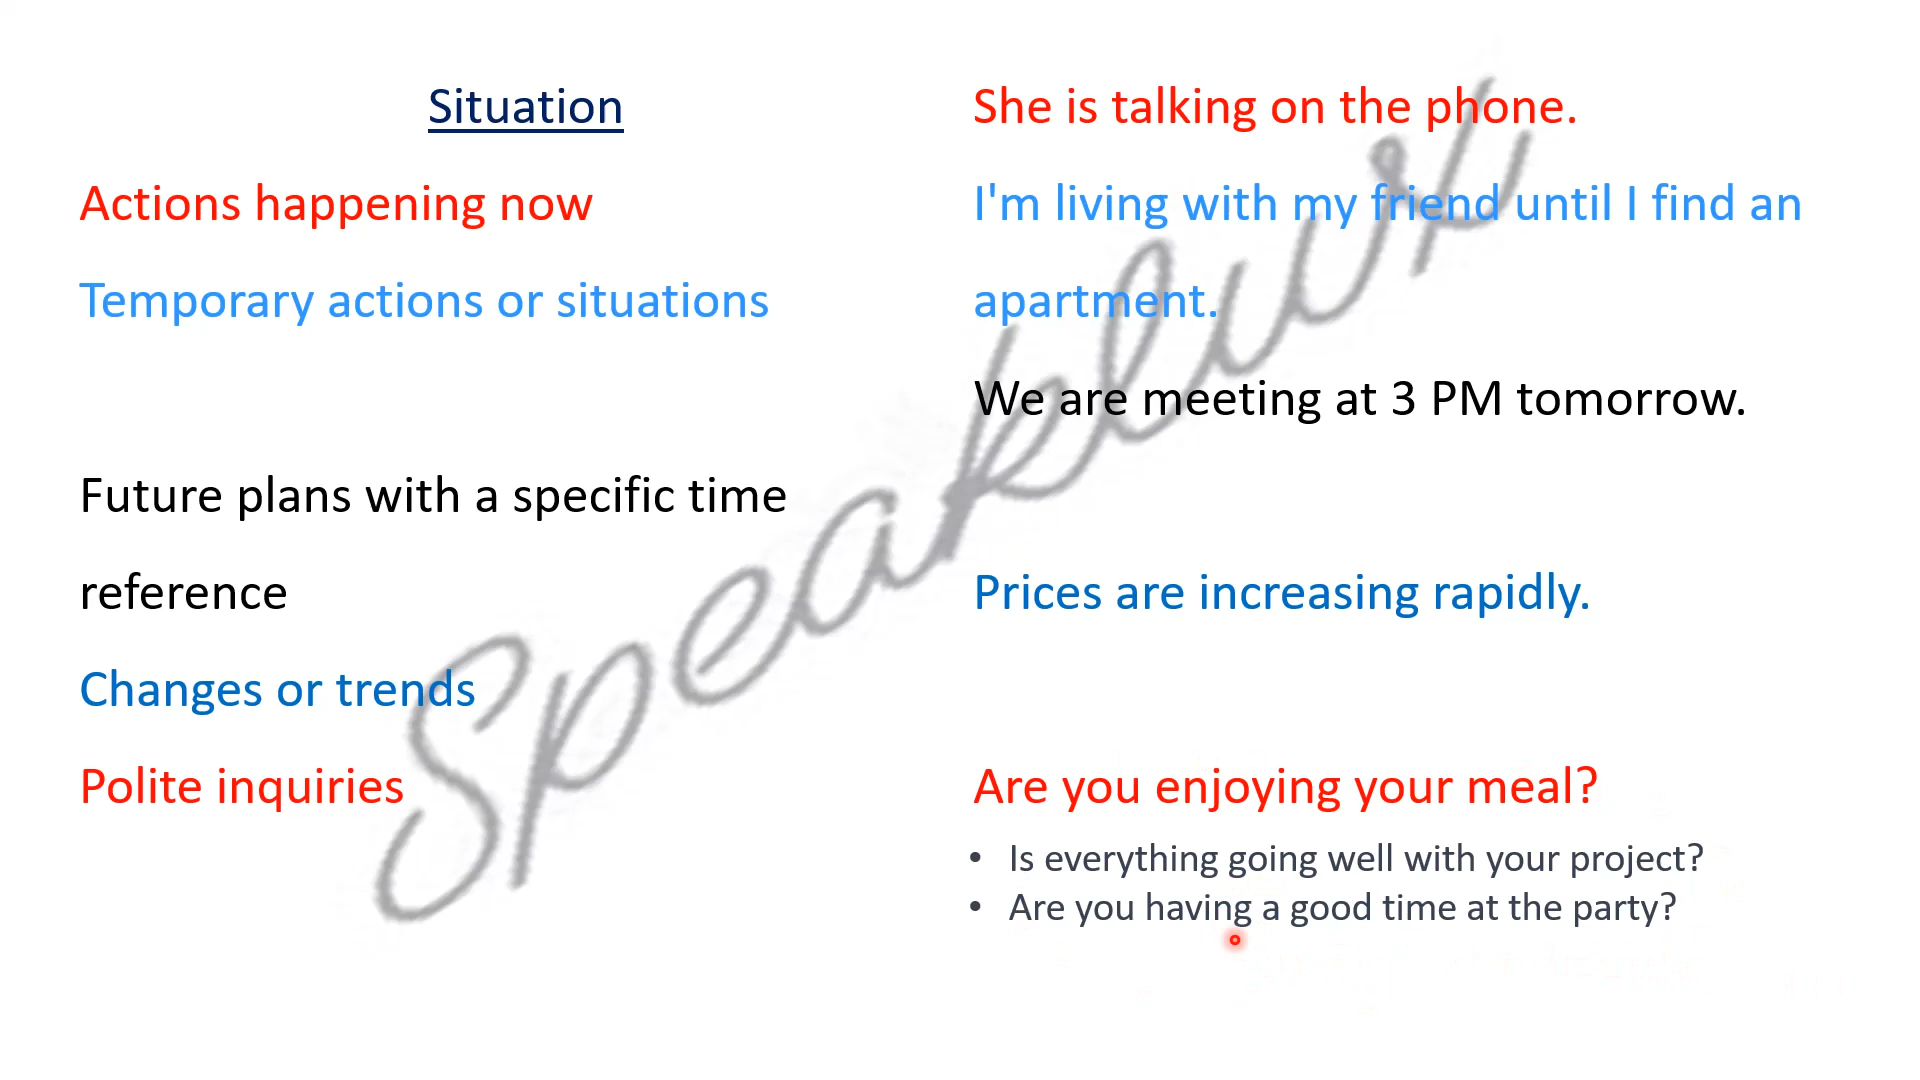 Situation
Actions happening now
Temporary actions or situations
Future plans with a specific time
reference
Changes or trends
Polite inquiries
She is talking on the phone.
I'm living with my friend until I find an
apartment.
We are meeting at 3 PM tomorrow.
Prices are increasing rapidly.
Are you enjoying your meal?
• Is everything going well with your project?
• Are you having a good time at the party?
Speakluxx